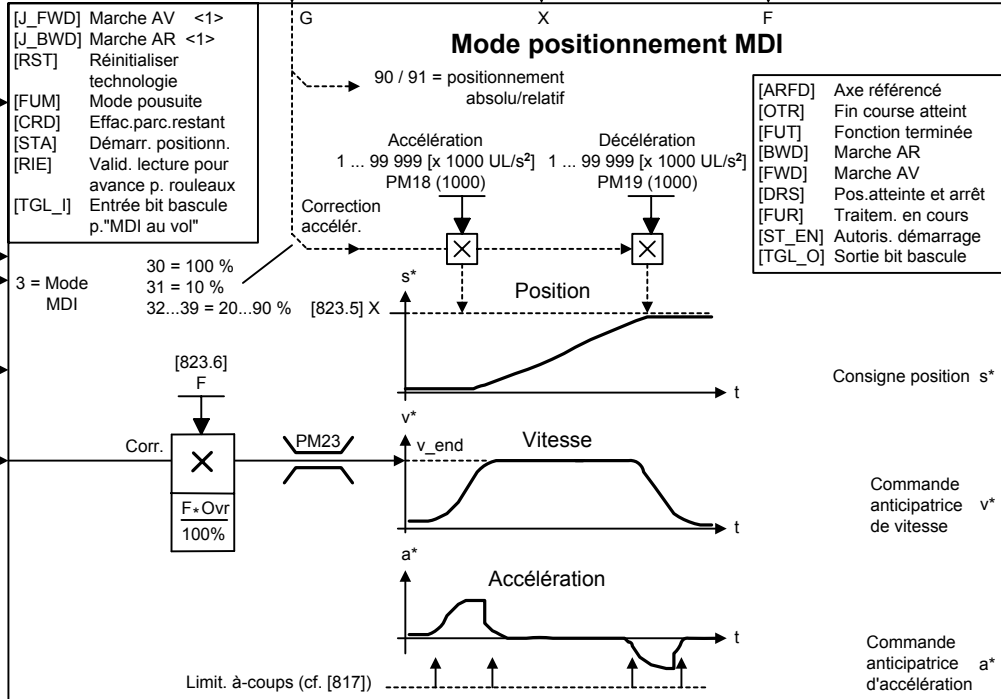 G X F
Mode positionnement MDI
[J_FWD] Marche AV <1>
[J_BWD] Marche AR <1>
[RST] Réinitialiser
technologie
[FUM] Mode pousuite
[CRD] Effac.parc.restant
[STA] Démarr. positionn.
[RIE] Valid. lecture pour
avance p. rouleaux
[TGL_I] Entrée bit bascule
p."MDI au vol"
90 / 91 = positionnement
absolu/relatif
[ARFD] Axe référencé
[OTR] Fin course atteint
[FUT] Fonction terminée
[BWD] Marche AR
[FWD] Marche AV
[DRS] Pos.atteinte et arrêt
[FUR] Traitem. en cours
[ST_EN] Autoris. démarrage
[TGL_O] Sortie bit bascule
Accélération
1 ... 99 999 [x 1000 UL/s²]
PM18 (1000)
Décélération
1 ... 99 999 [x 1000 UL/s²]
PM19 (1000)
Correction
accélér.
30 = 100 %
31 = 10 %
32...39 = 20...90 %
3 = Mode
MDI
s*
Position
[823.5] X
t
Consigne position s*
[823.6]
F
Corr.
F*Ovr
100%
PM23
v*
v_end
Vitesse
t
Commande
anticipatrice v*
de vitesse
a*
Accélération
t
Limit. à-coups (cf. [817])
Commande
anticipatrice a*
d'accélération